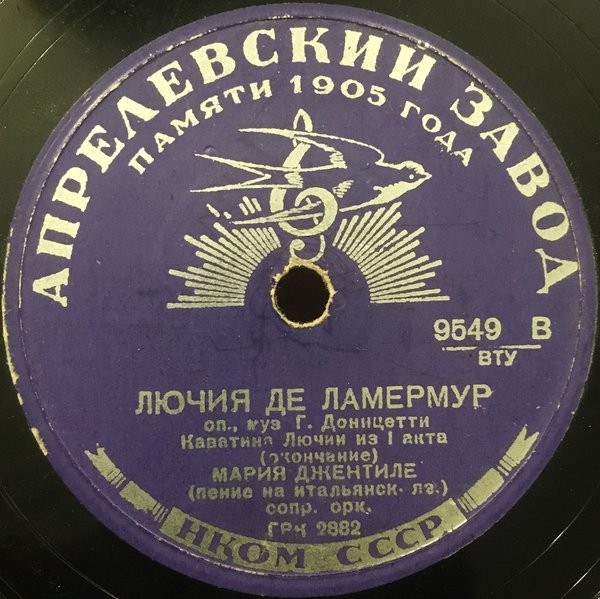 АПРЕЛЕВСКИЙ ЗАВОД
ПАМЯТИ 1905 ГОДА
9549 В
ВТУ
ЛЮЧИЯ ДЕ ЛАМЕРМУР
оп., муз Г. Доницетти
Каватина Лючии из I акта
(окончание)
МАРИЯ ДЖЕНТИЛЕ
(пение на итальянск. яз.)
сопр. орк.
ГРК 2882
НКОМ СССР